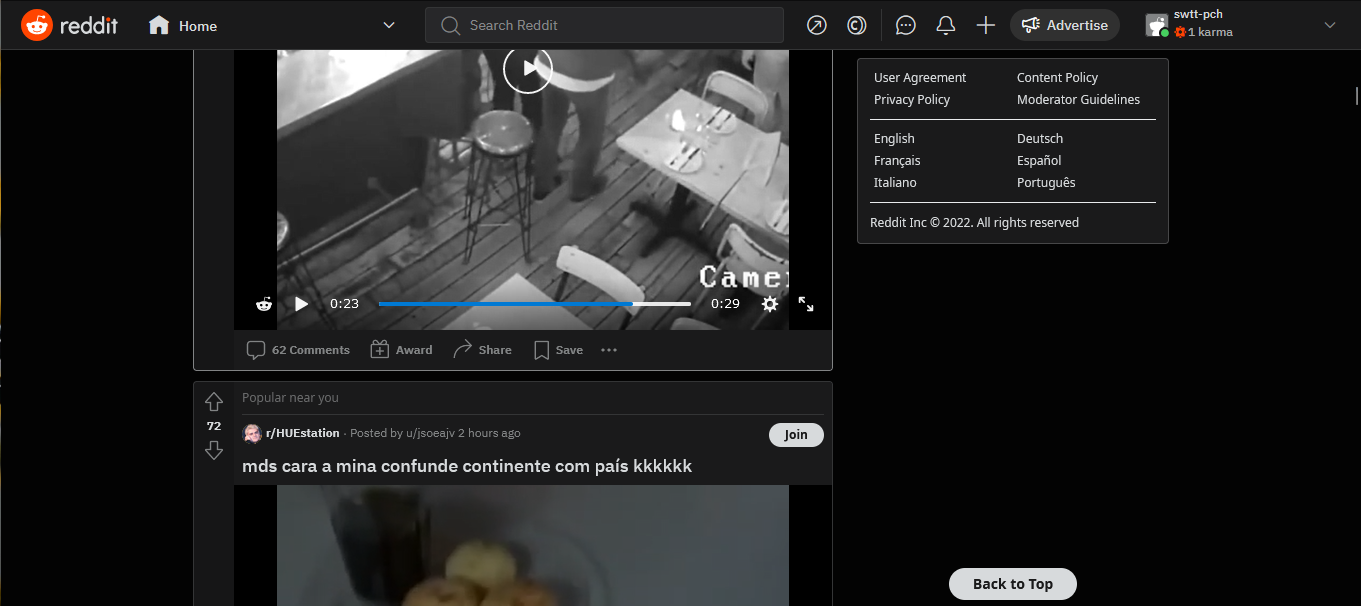 reddit
Home
Search Reddit
Advertise
swtt-pch
1 karma
Came
0:23
0:29
62 Comments
Award
Share
Save
Popular near you
72
r/HUEstation · Posted by u/jsoeajv 2 hours ago
Join
mds cara a mina confunde continente com país kkkkkk
User Agreement
Content Policy
Privacy Policy
Moderator Guidelines
English
Deutsch
Français
Español
Italiano
Português
Reddit Inc © 2022. All rights reserved
Back to Top